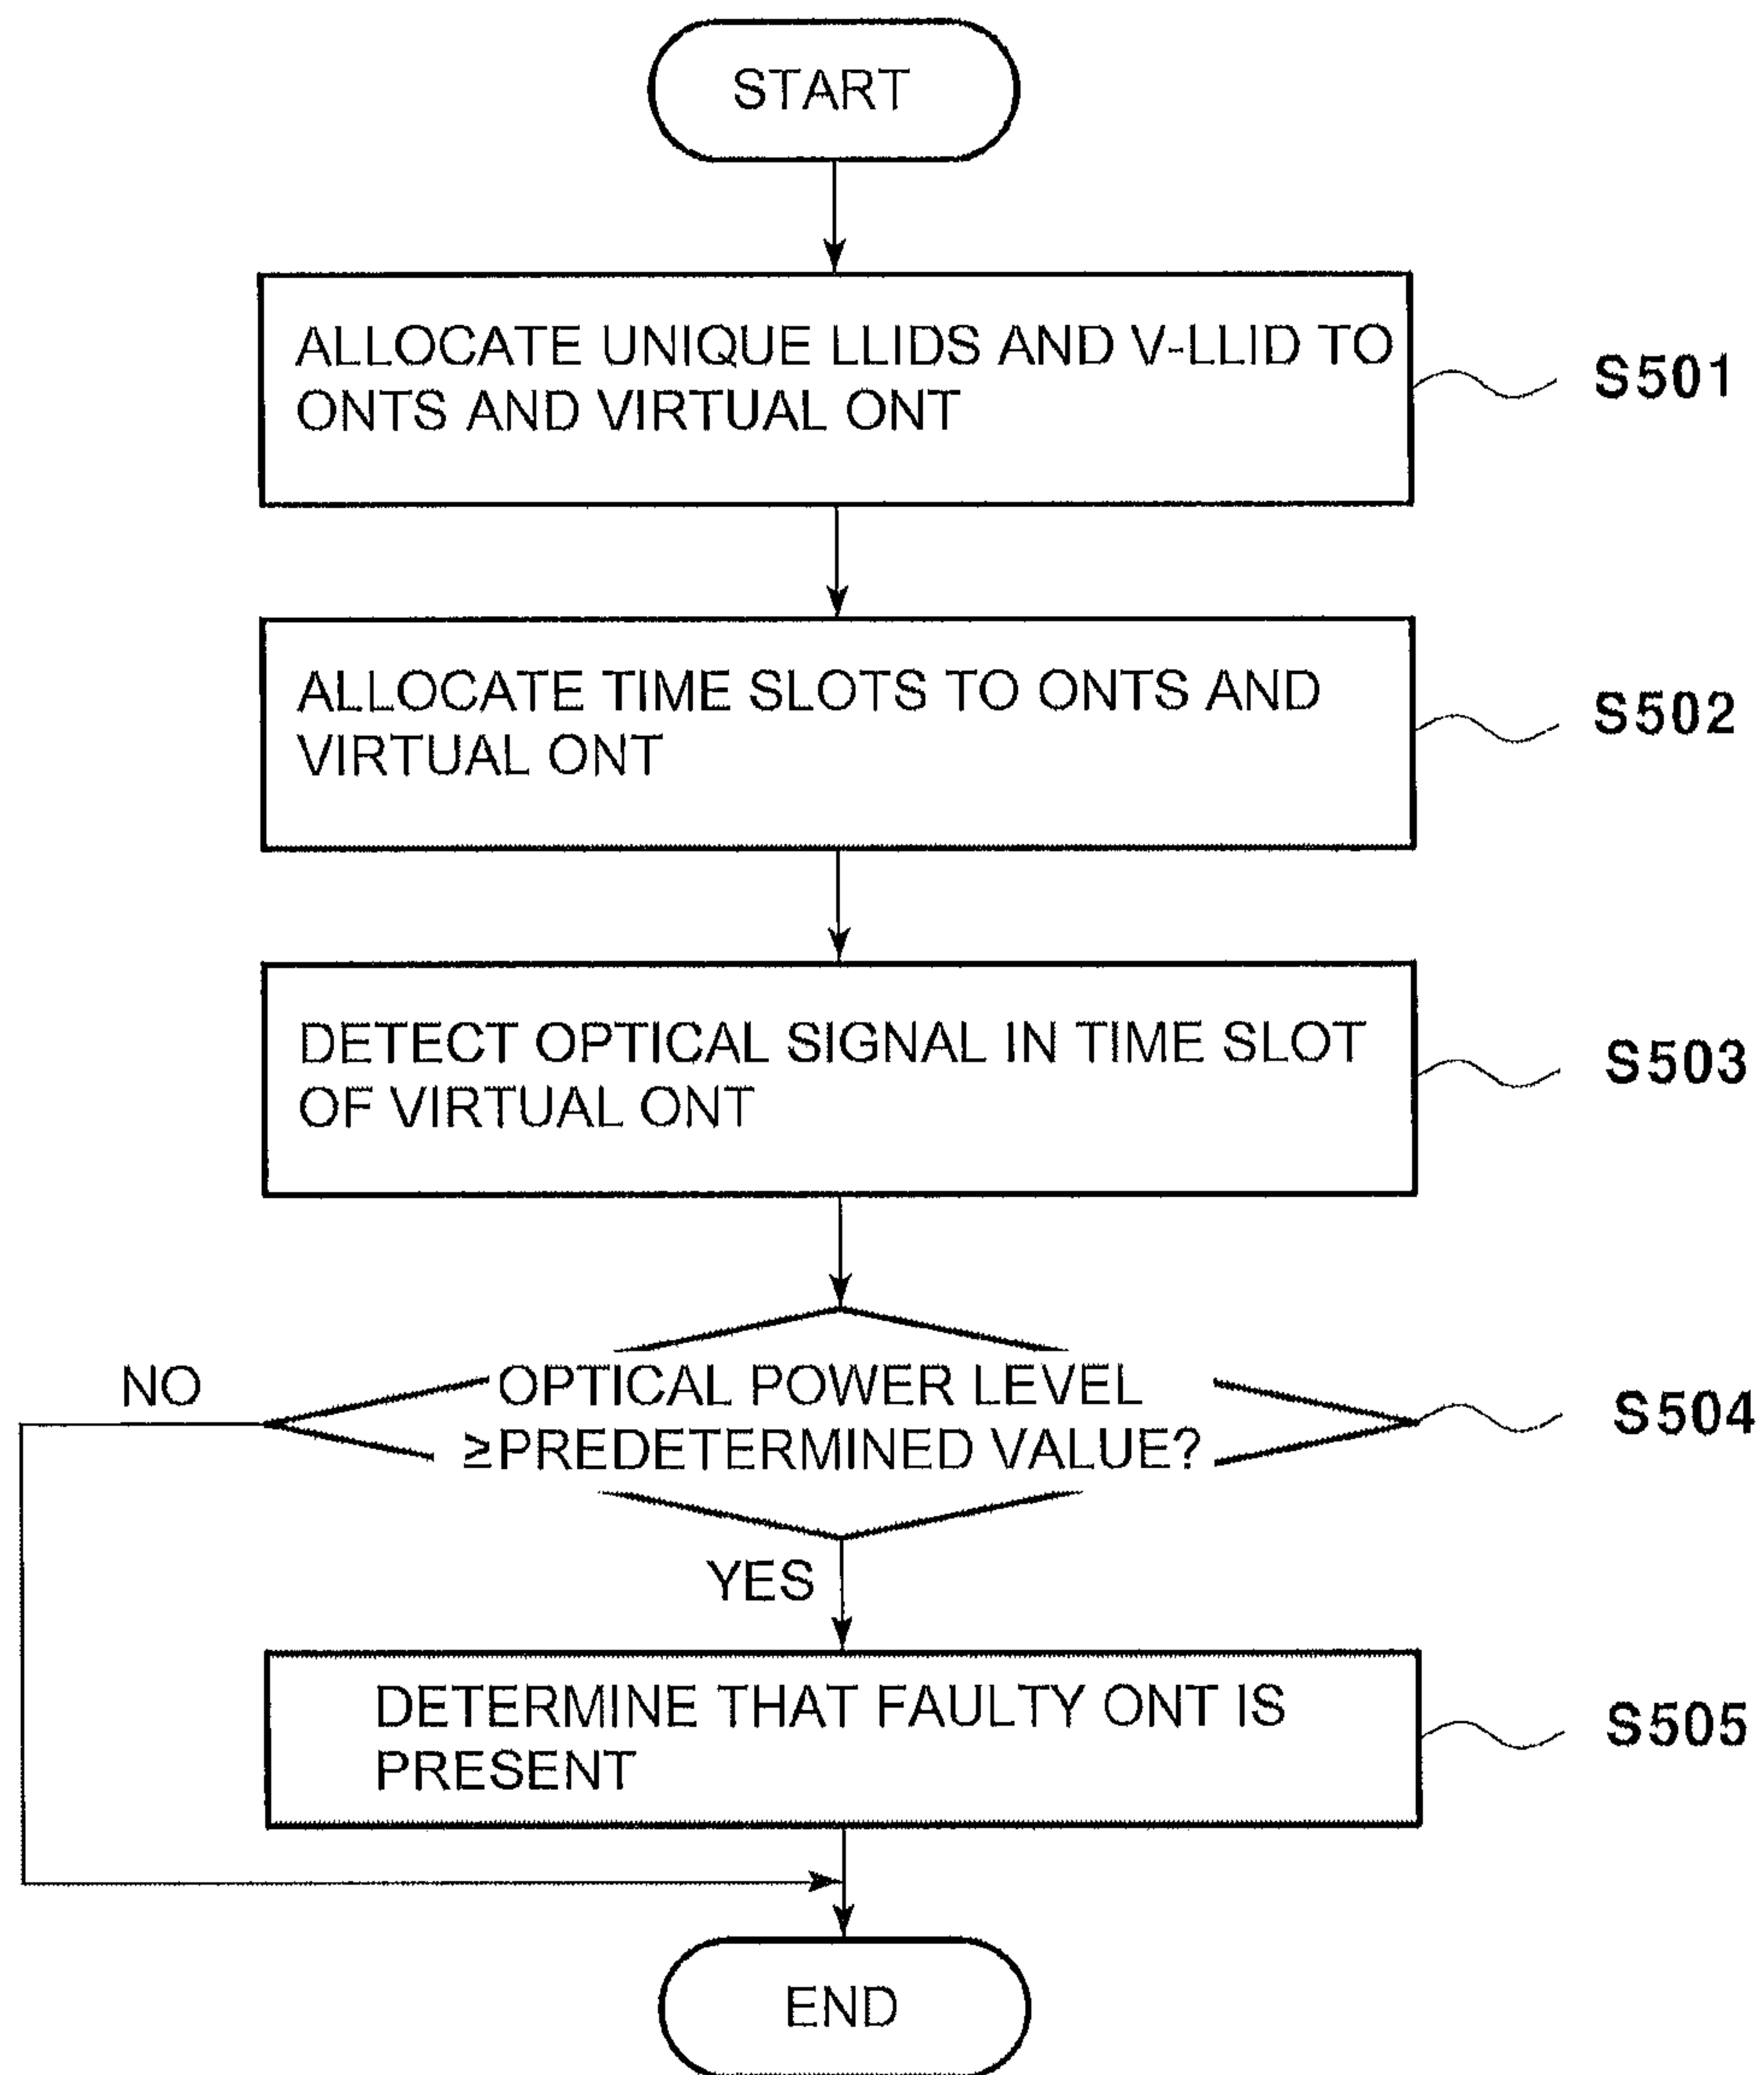 START
ALLOCATE UNIQUE LLIDS AND V-LLID TO
ONTS AND VIRTUAL ONT
S501
ALLOCATE TIME SLOTS TO ONTS AND
VIRTUAL ONT
S502
DETECT OPTICAL SIGNAL IN TIME SLOT
OF VIRTUAL ONT
S503
NO
OPTICAL POWER LEVEL
≥PREDETERMINED VALUE?
S504
YES
DETERMINE THAT FAULTY ONT IS
PRESENT
S505
END